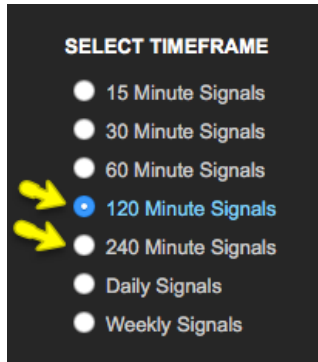 SELECT TIMEFRAME
15 Minute Signals
30 Minute Signals
60 Minute Signals
120 Minute Signals
240 Minute Signals
Daily Signals
Weekly Signals